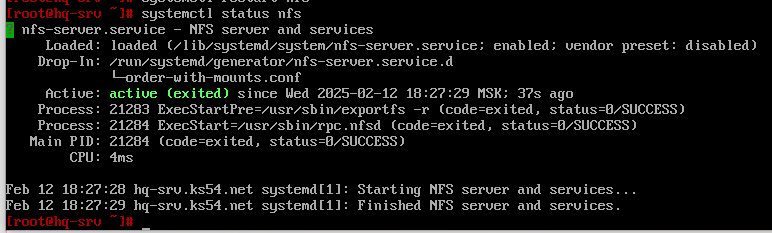 [root@hq-srv ~]# systemctl status nfs
nfs-server.service - NFS server and services
Loaded: loaded (/lib/systemd/system/nfs-server.service; enabled; vendor preset: disabled)
Drop-In: /run/systemd/generator/nfs-server.service.d
└─order-with-mounts.conf
Active: active (exited) since Wed 2025-02-12 18:27:29 MSK; 37s ago
Process: 21283 ExecStartPre=/usr/sbin/exportfs -r (code=exited, status=0/SUCCESS)
Process: 21284 ExecStart=/usr/sbin/rpc.nfsd (code=exited, status=0/SUCCESS)
Main PID: 21284 (code=exited, status=0/SUCCESS)
CPU: 4ms
Feb 12 18:27:28 hq-srv.ks54.net systemd[1]: Starting NFS server and services...
Feb 12 18:27:29 hq-srv.ks54.net systemd[1]: Finished NFS server and services.
[root@hq-srv ~]# _